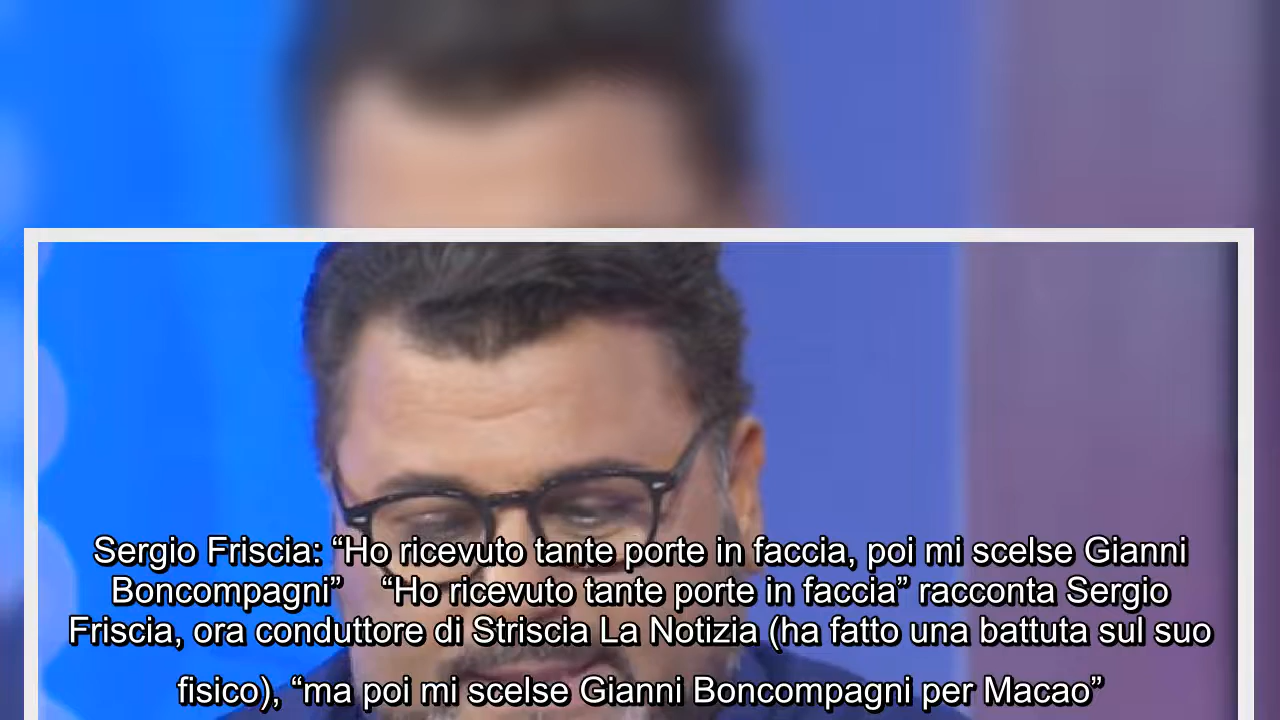 Sergio Friscia: “Ho ricevuto tante porte in faccia, poi mi scelse Gianni
Boncompagni” “Ho ricevuto tante porte in faccia” racconta Sergio
Friscia, ora conduttore di Striscia La Notizia (ha fatto una battuta sul suo
fisico), “ma poi mi scelse Gianni Boncompagni per Macao”